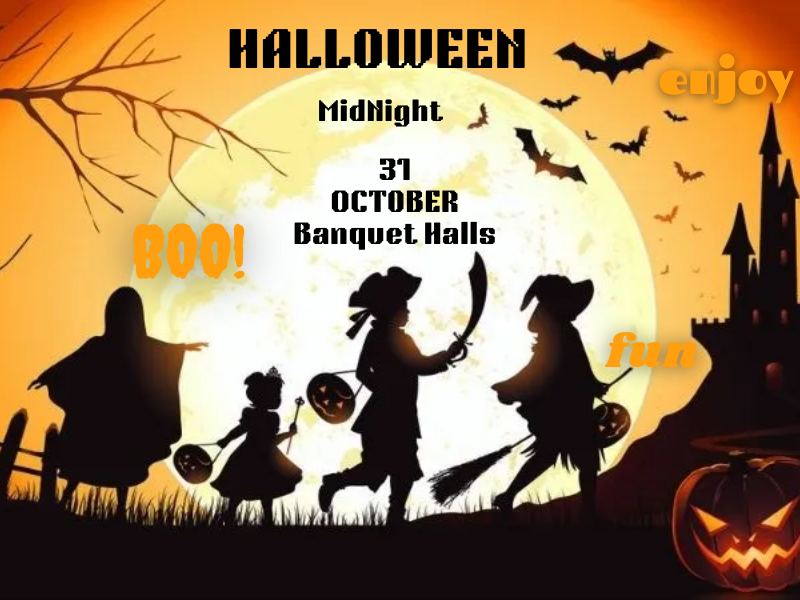 HALLOWEEN
enjoy
MidNight
31
OCTOBER
Banquet Halls
BOO!
fun